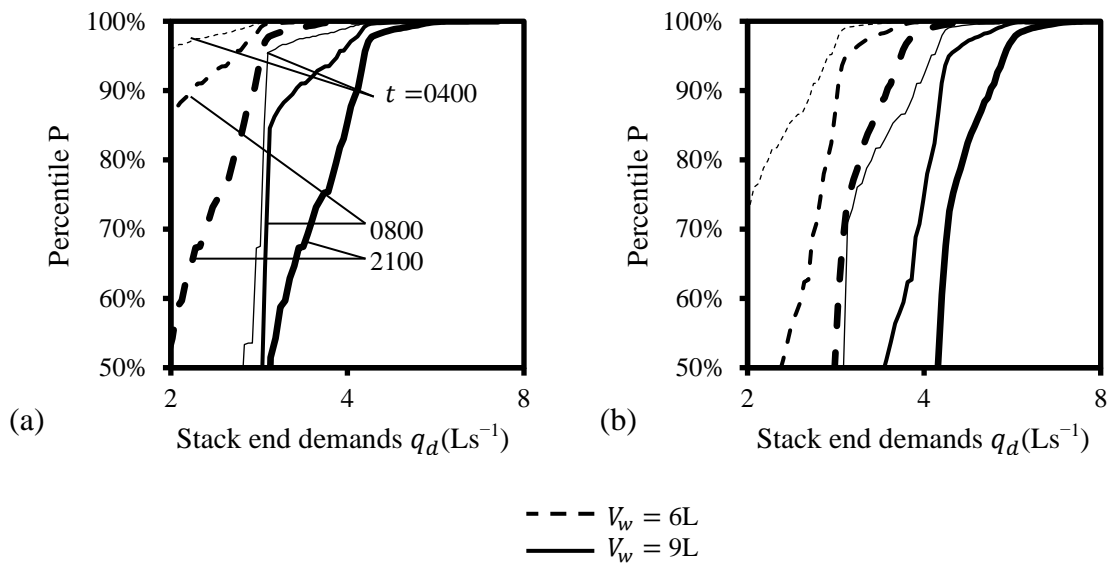 100%
90%
80%
70%
60%
50%
Percentile P
t =0400
0800
2100
2 4 8
(a)
Stack end demands q_d(Ls⁻¹)
100%
90%
80%
70%
60%
50%
Percentile P
2 4 8
(b)
Stack end demands q_d(Ls⁻¹)
V_w = 6L
V_w = 9L